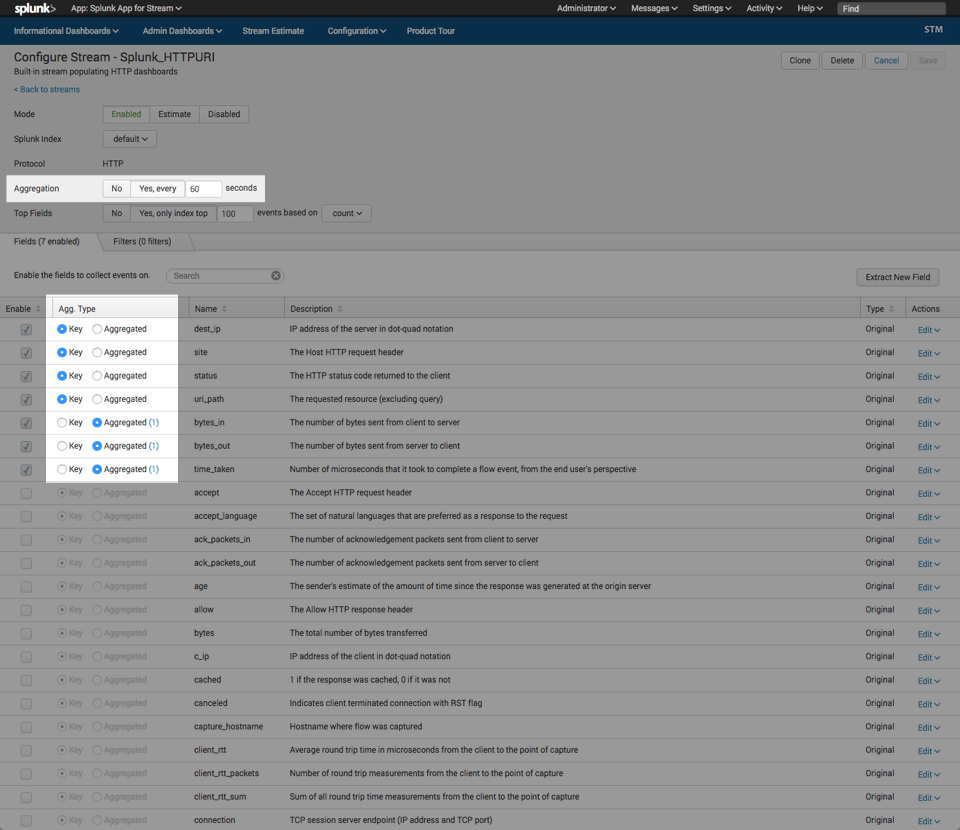 splunk> App: Splunk App for Stream Administrator Messages Settings Activity Help Find
Informational Dashboards Admin Dashboards Stream Estimate Configuration Product Tour STM
Configure Stream - Splunk_HTTPURI Clone Delete Cancel Save
Built-in stream populating HTTP dashboards
< Back to streams
Mode Enabled Estimate Disabled
Splunk Index default
Protocol HTTP
Aggregation No Yes, every 60 seconds
Top Fields No Yes, only index top 100 events based on count
Fields (7 enabled) Filters (0 filters)
Enable the fields to collect events on. Search Extract New Field
Enable Agg. Type Name Description Type Actions
Key Aggregated dest_ip IP address of the server in dot-quad notation Original Edit
Key Aggregated site The Host HTTP request header Original Edit
Key Aggregated status The HTTP status code returned to the client Original Edit
Key Aggregated uri_path The requested resource (excluding query) Original Edit
Key Aggregated (1) bytes_in The number of bytes sent from client to server Original Edit
Key Aggregated (1) bytes_out The number of bytes sent from server to client Original Edit
Key Aggregated (1) time_taken Number of microseconds that it took to complete a flow event, from the end user's perspective Original Edit
Key Aggregated accept The Accept HTTP request header Original Edit
Key Aggregated accept_language The set of natural languages that are preferred as a response to the request Original Edit
Key Aggregated ack_packets_in The number of acknowledgement packets sent from client to server Original Edit
Key Aggregated ack_packets_out The number of acknowledgement packets sent from server to client Original Edit
Key Aggregated age The sender's estimate of the amount of time since the response was generated at the origin server Original Edit
Key Aggregated allow The Allow HTTP response header Original Edit
Key Aggregated bytes The total number of bytes transferred Original Edit
Key Aggregated c_ip IP address of the client in dot-quad notation Original Edit
Key Aggregated cached 1 if the response was cached, 0 if it was not Original Edit
Key Aggregated canceled Indicates client terminated connection with RST flag Original Edit
Key Aggregated capture_hostname Hostname where flow was captured Original Edit
Key Aggregated client_rtt Average round trip time in microseconds from the client to the point of capture Original Edit
Key Aggregated client_rtt_packets Number of round trip measurements from the client to the point of capture Original Edit
Key Aggregated client_rtt_sum Sum of all round trip time measurements from the client to the point of capture Original Edit
Key Aggregated connection TCP session server endpoint (IP address and TCP port) Original Edit